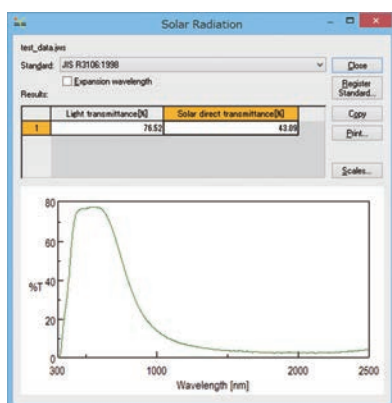 Solar Radiation
test_data.jws
Standard: JIS R3106:1998
Close
Expansion wavelength
Register Standard...
Results:
Light transmittance[%] Solar direct transmittance[%]
1 76.52 43.09
Copy
Print...
Scales...
80
60
%T 40
20
0
300 1000 2000 2500
Wavelength [nm]